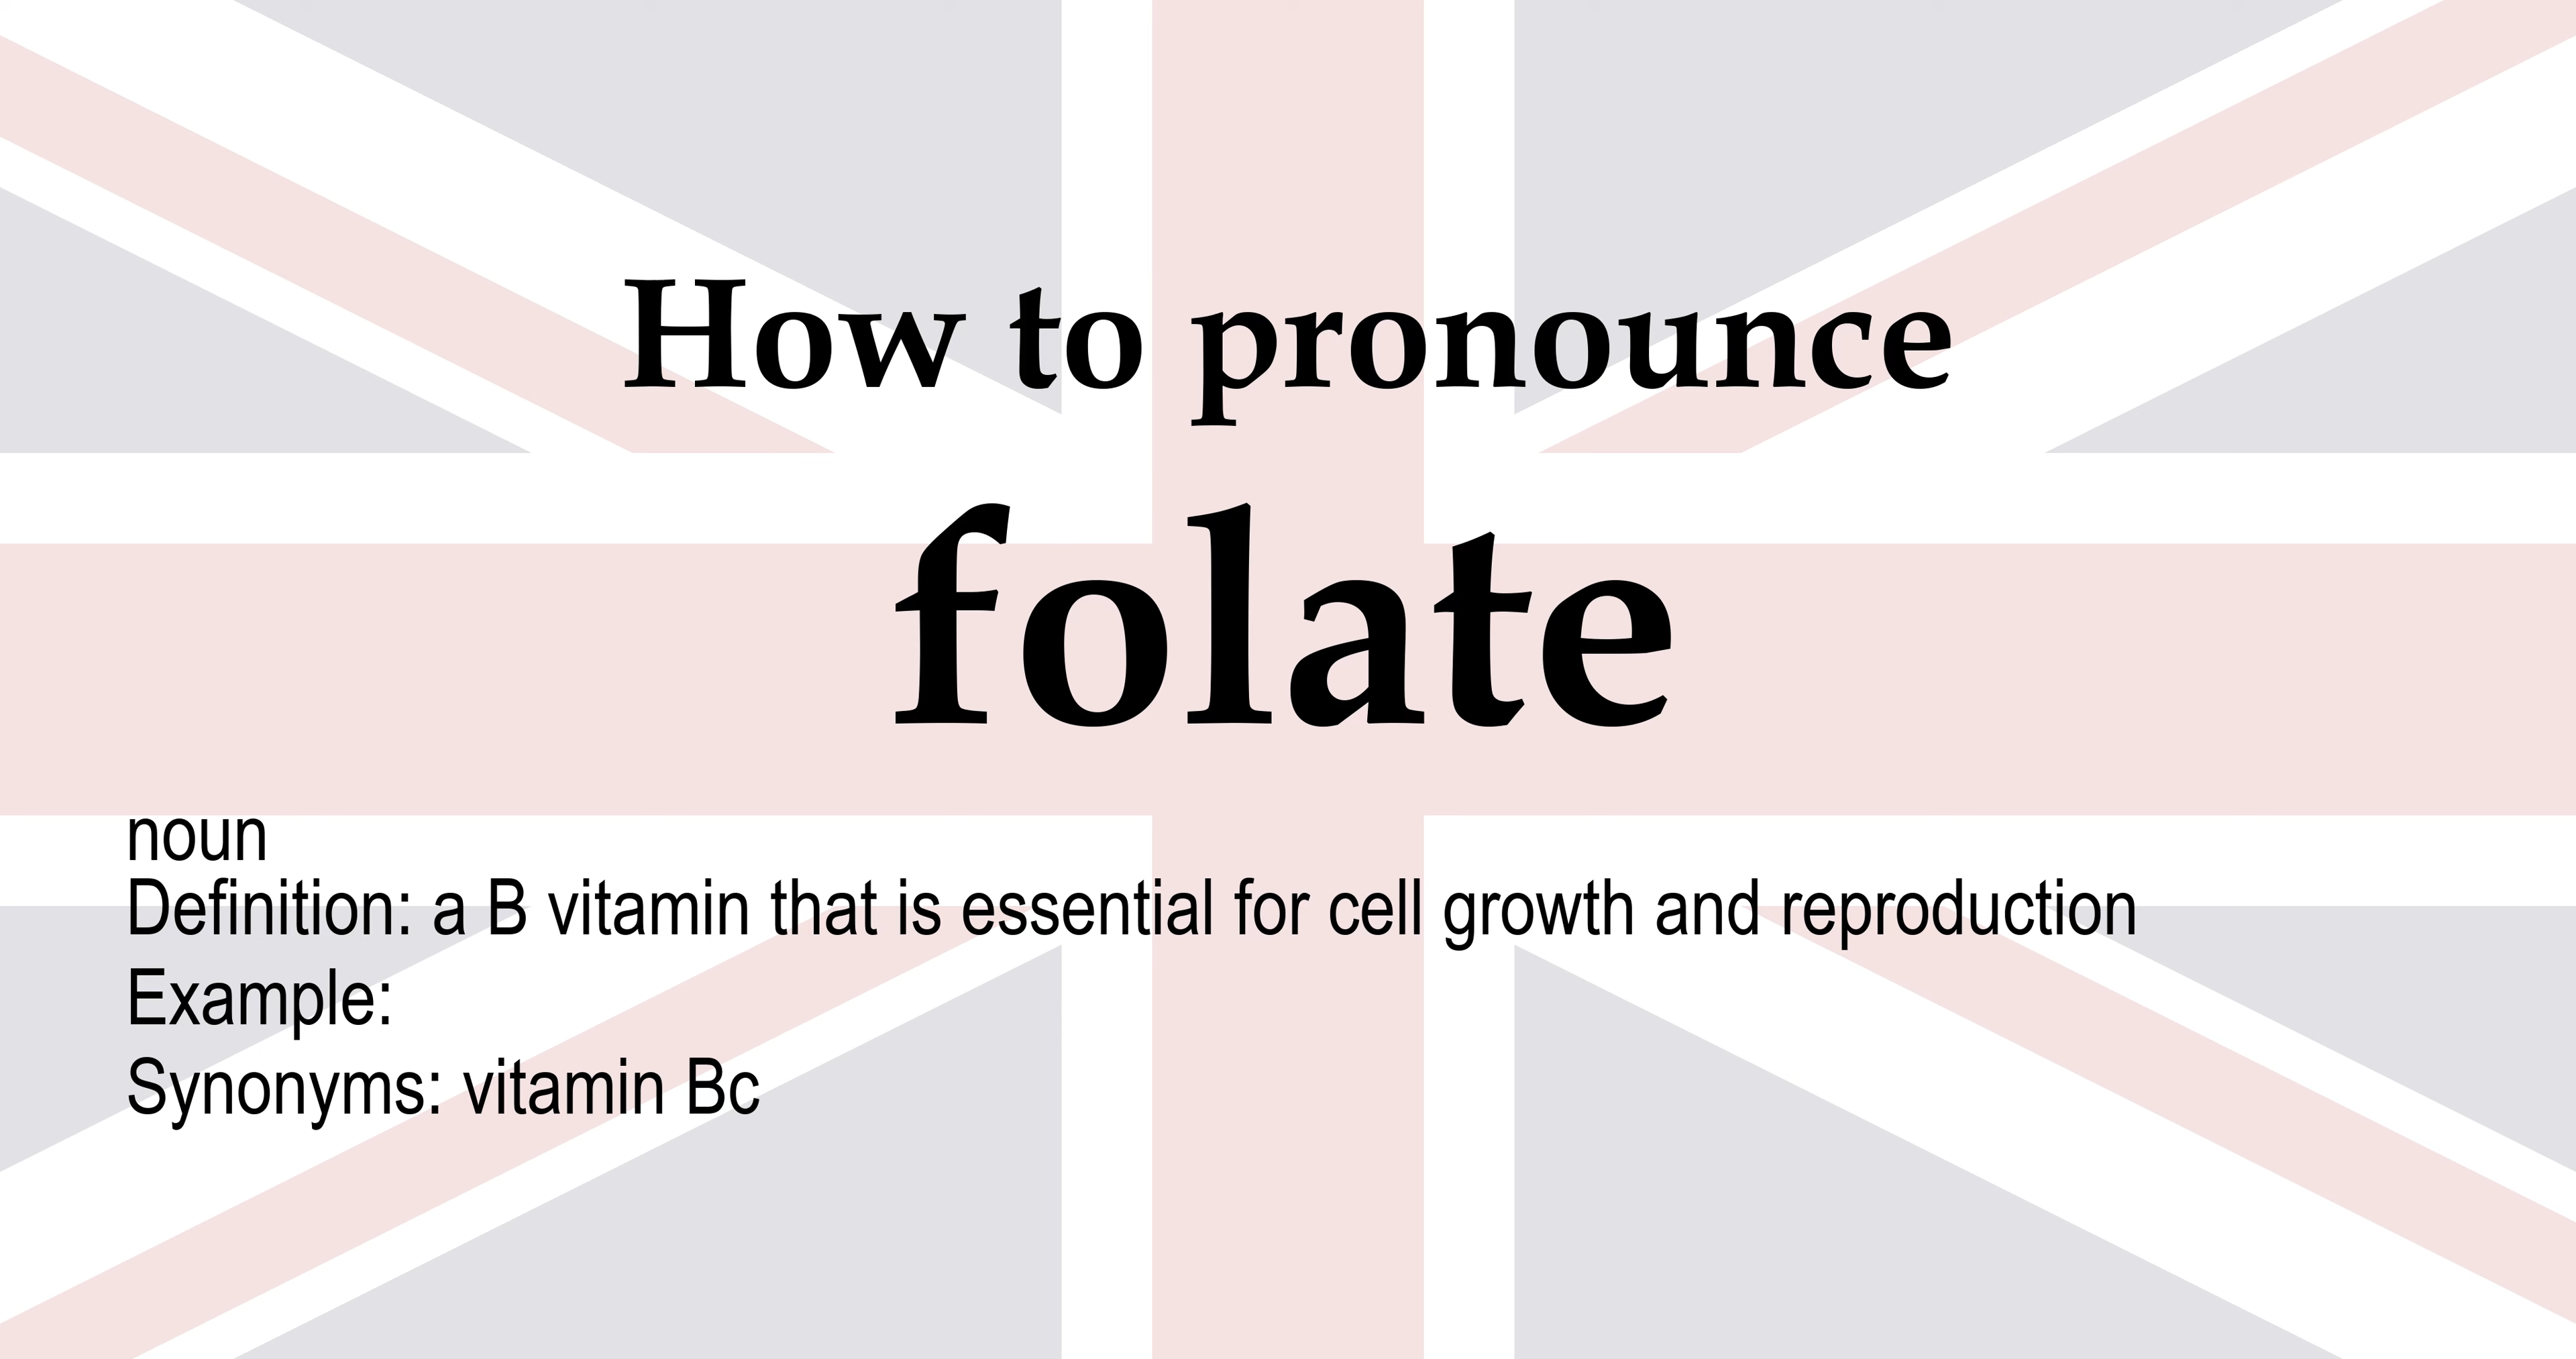 How to pronounce
folate
noun
Definition: a B vitamin that is essential for cell growth and reproduction
Example:
Synonyms: vitamin Bc